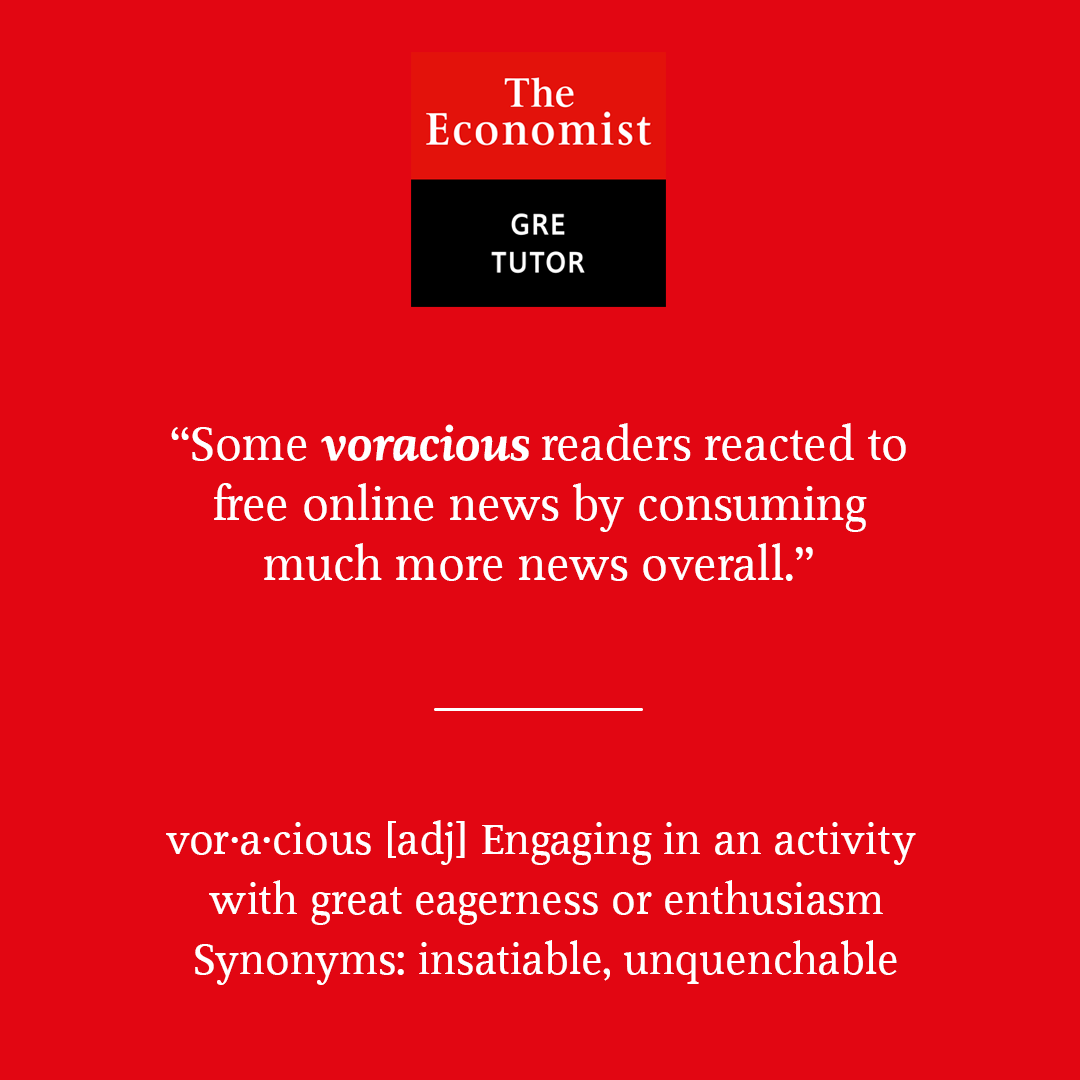 The
Economist
GRE
TUTOR
“Some voracious readers reacted to
free online news by consuming
much more news overall.”
vor·a·cious [adj] Engaging in an activity
with great eagerness or enthusiasm
Synonyms: insatiable, unquenchable